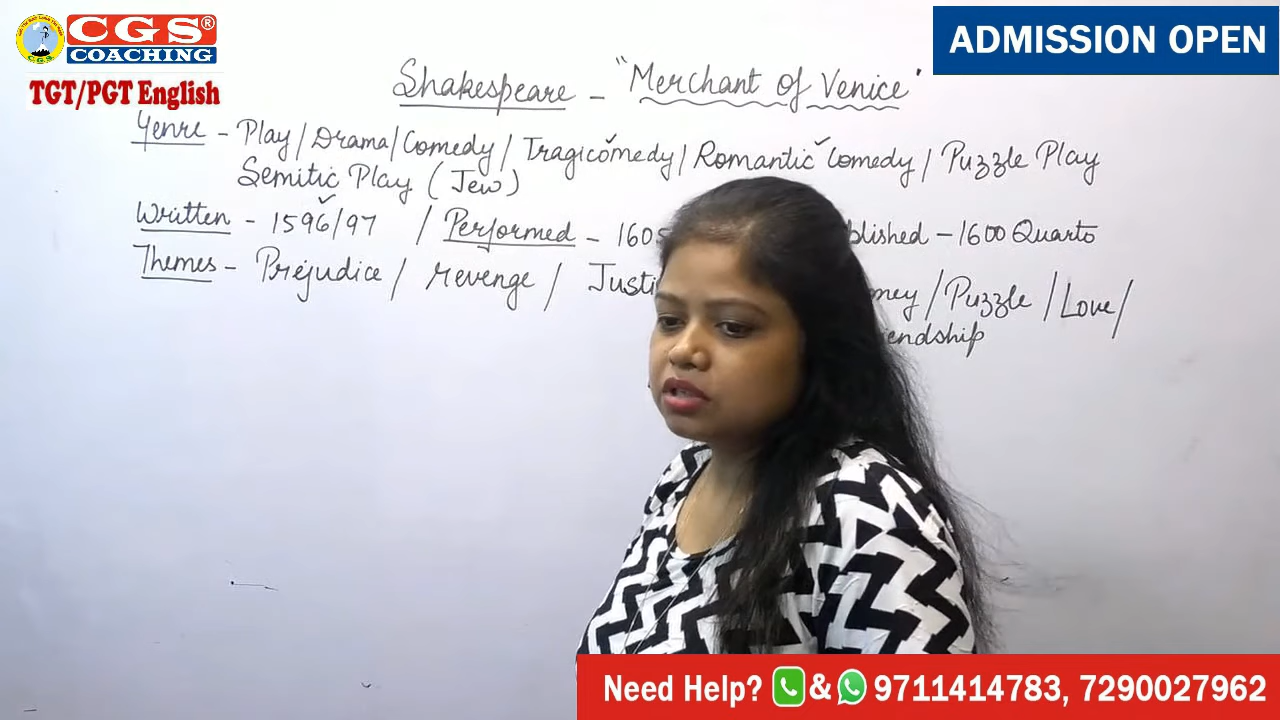 CGS®
COACHING
TGT/PGT English
ADMISSION OPEN
Shakespeare - "Merchant of Venice"
Genre - Play / Drama / Comedy / Tragicomedy / Romantic Comedy / Puzzle Play
Semitic Play (Jew)
Written - 1596/97 / Performed - 1605 blished - 1600 Quarto
Themes - Prejudice / revenge / Justi mey / Puzzle / Love /
iendship
Need Help? & 9711414783, 7290027962